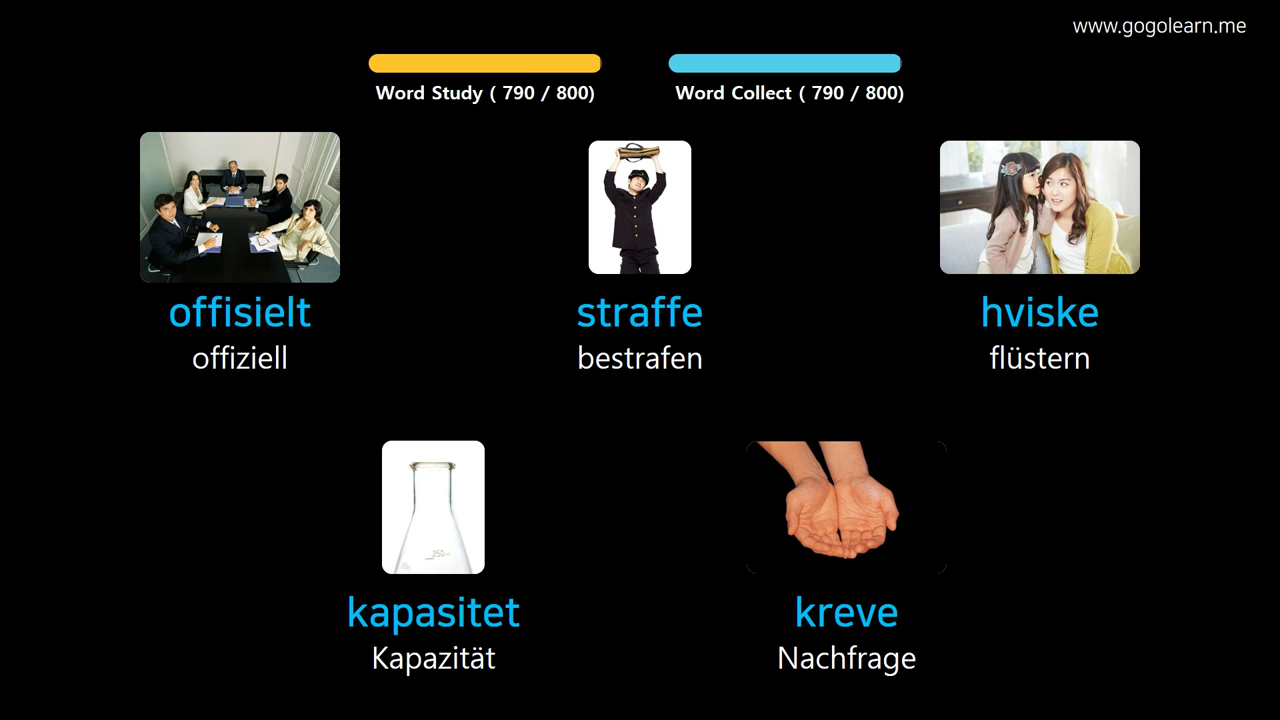 www.gogolearn.me
Word Study ( 790 / 800)
Word Collect ( 790 / 800)
offisielt
offiziell
straffe
bestrafen
hviske
flüstern
250
kapasitet
Kapazität
kreve
Nachfrage